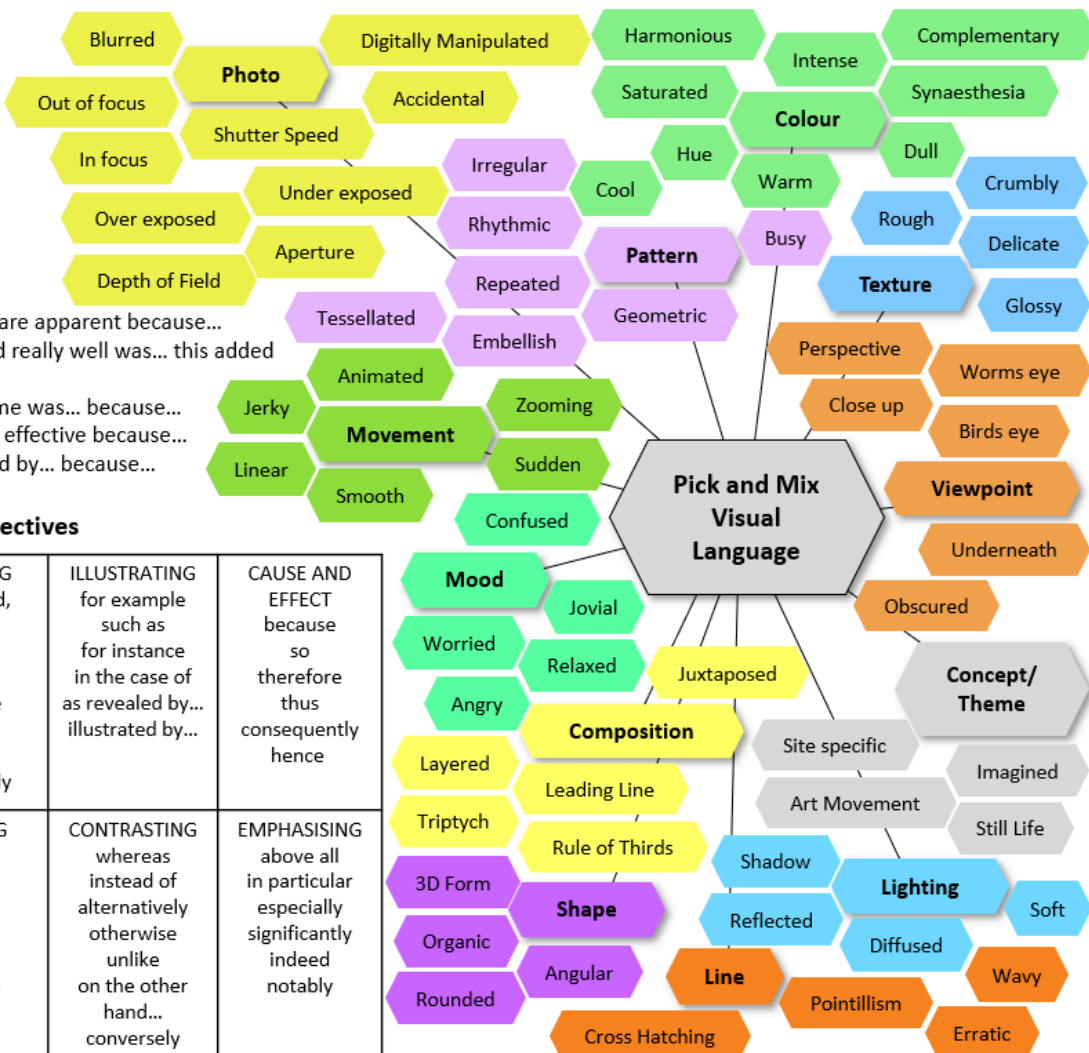 Blurred
Digitally Manipulated
Photo
Out of focus
Accidental
Shutter Speed
In focus
Under exposed
Over exposed
Aperture
Depth of Field
Harmonious
Complementary
Intense
Saturated
Synaesthesia
Colour
Hue
Dull
Cool
Warm
Irregular
Rhythmic
Busy
Pattern
Repeated
Geometric
Tessellated
Embellish
Crumbly
Rough
Delicate
Texture
Glossy
are apparent because…
really well was… this added
was… because…
effective because…
by… because…
Animated
Jerky
Zooming
Movement
Linear
Sudden
Smooth
Perspective
Worms eye
Close up
Birds eye
Viewpoint
Underneath
Obscured
Pick and Mix
Visual
Language
Confused
Mood
Jovial
Worried
Relaxed
Angry
Juxtaposed
Composition
Layered
Leading Line
Triptych
Rule of Thirds
Concept/
Theme
Site specific
Imagined
Art Movement
Still Life
3D Form
Shape
Organic
Angular
Rounded
Shadow
Lighting
Reflected
Soft
Diffused
Line
Wavy
Pointillism
Cross Hatching
Erratic
ILLUSTRATING
for example
such as
for instance
in the case of
as revealed by…
illustrated by…
CAUSE AND
EFFECT
because
so
therefore
thus
consequently
hence
CONTRASTING
whereas
instead of
alternatively
otherwise
unlike
on the other
hand…
conversely
EMPHASISING
above all
in particular
especially
significantly
indeed
notably